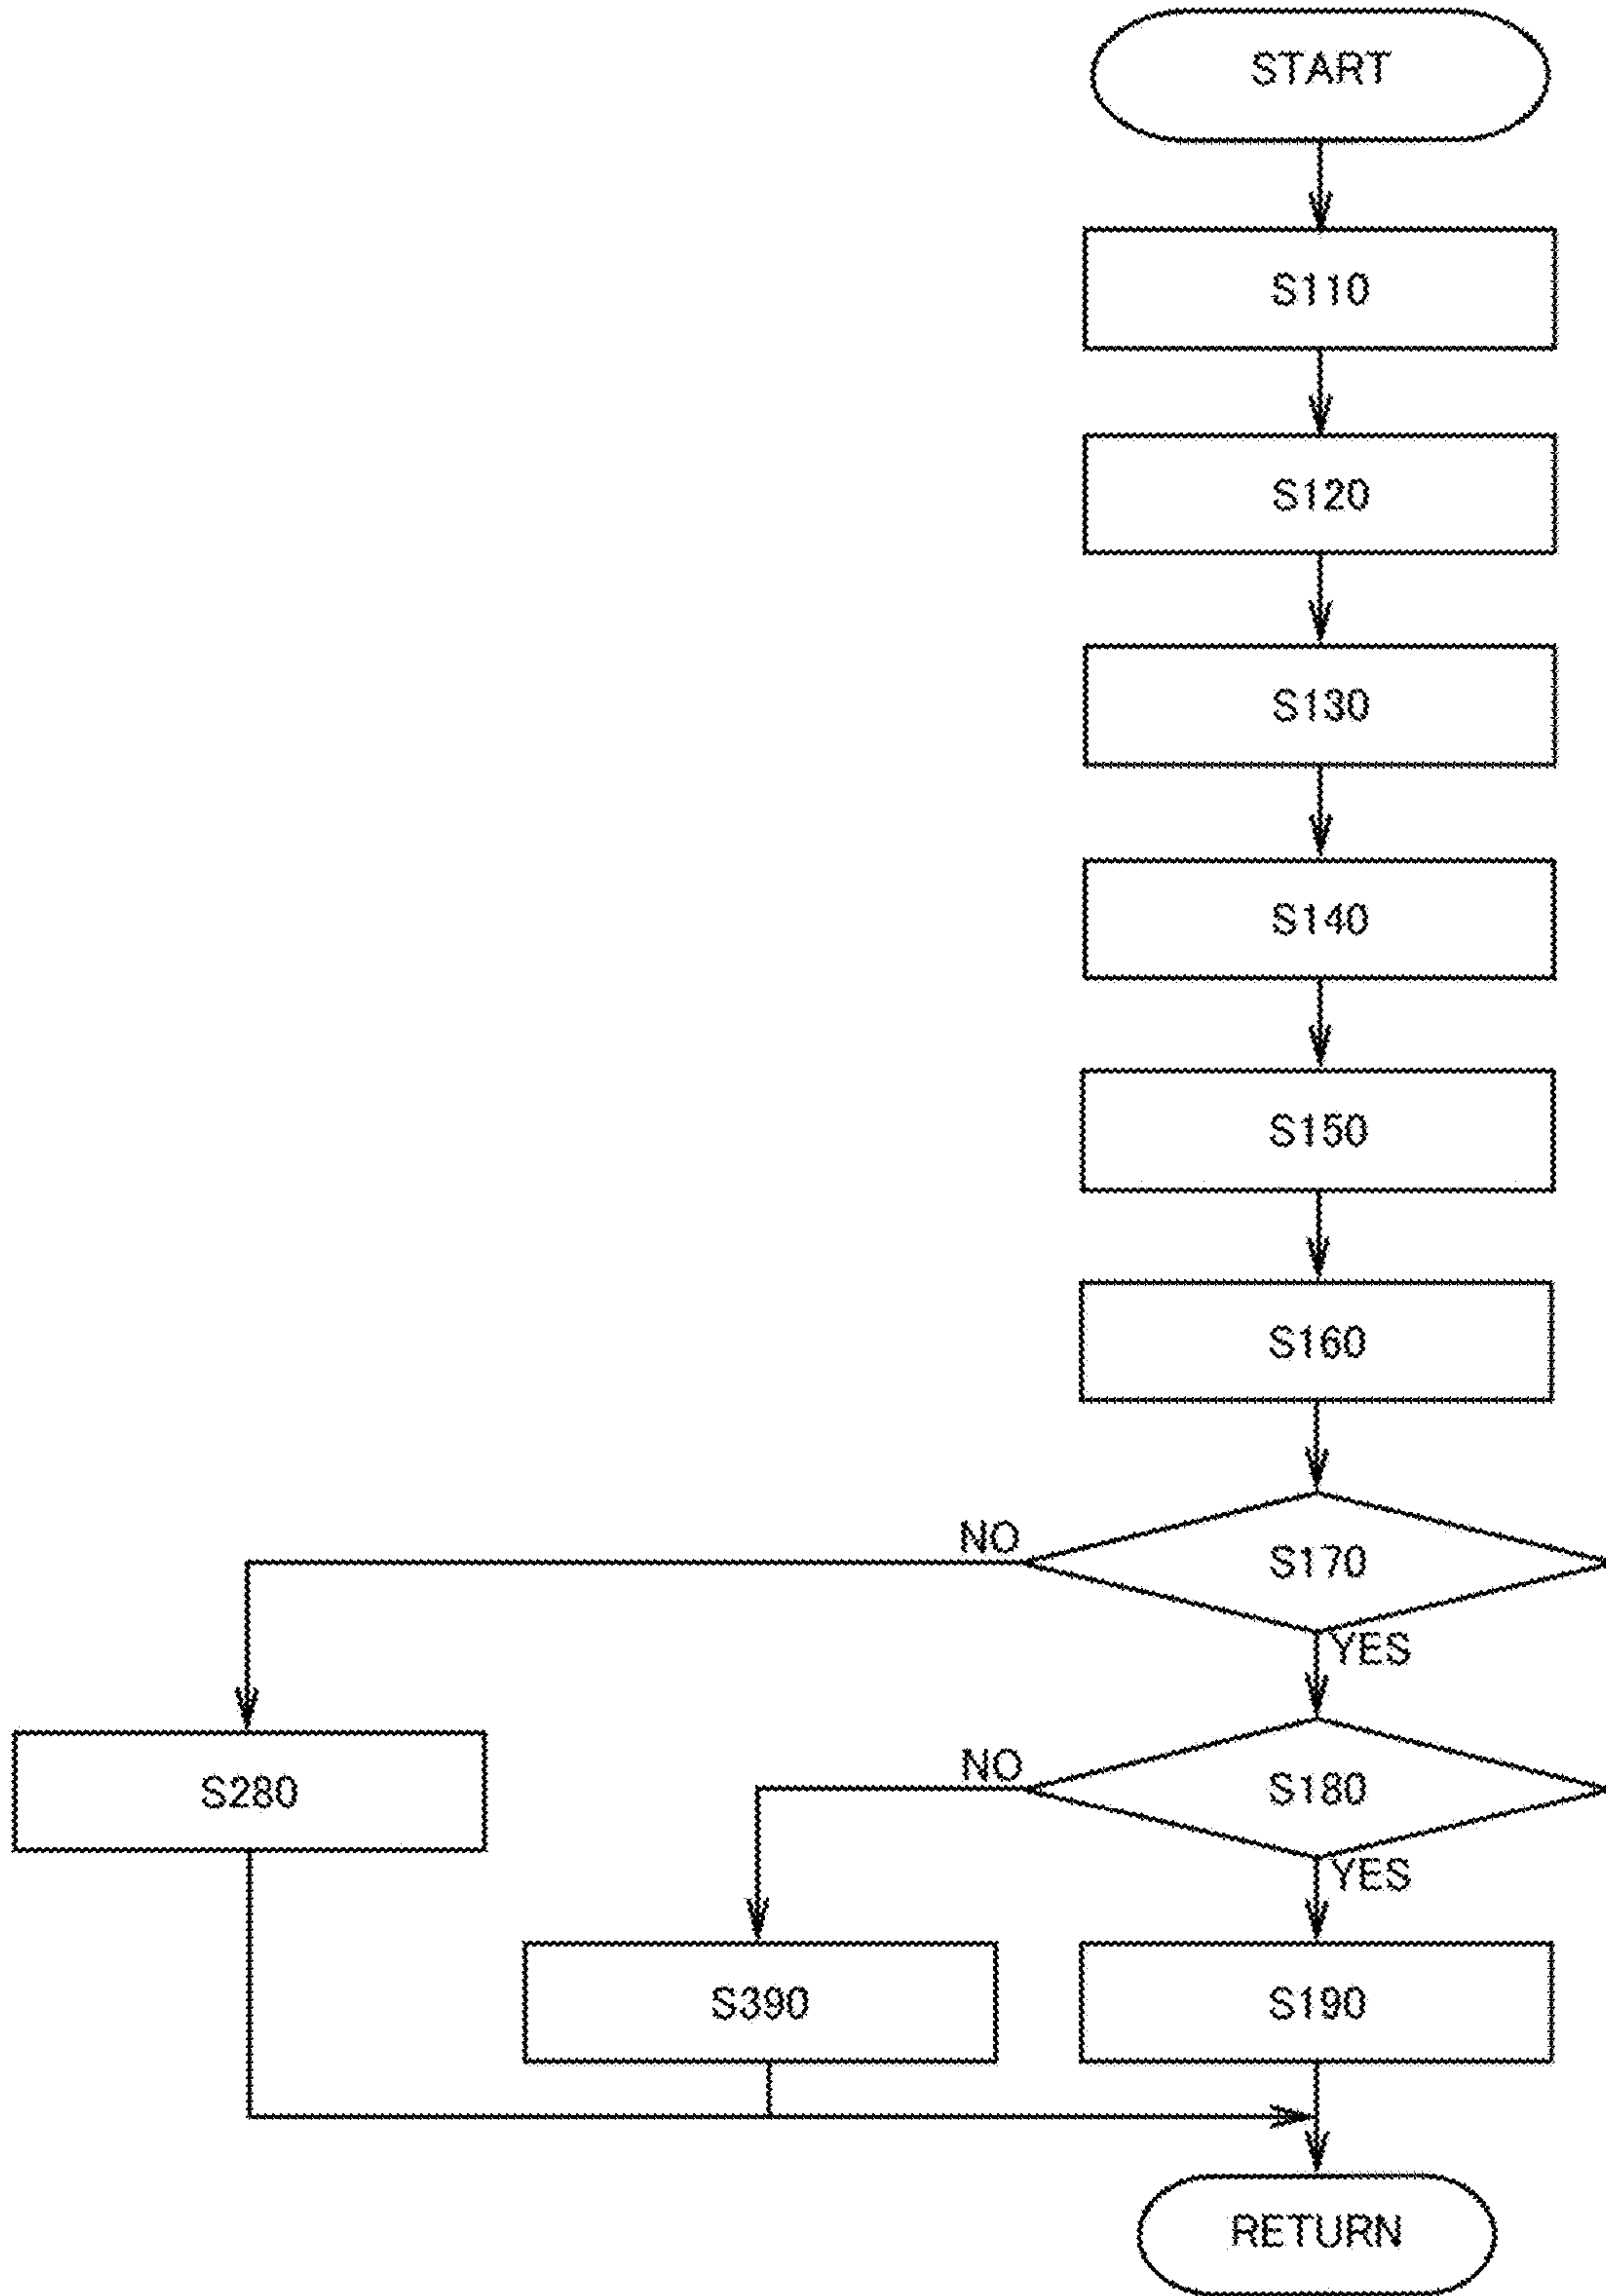 START
S110
S120
S130
S140
S150
S160
NO
S170
YES
S280
NO
S180
YES
S390
S190
RETURN